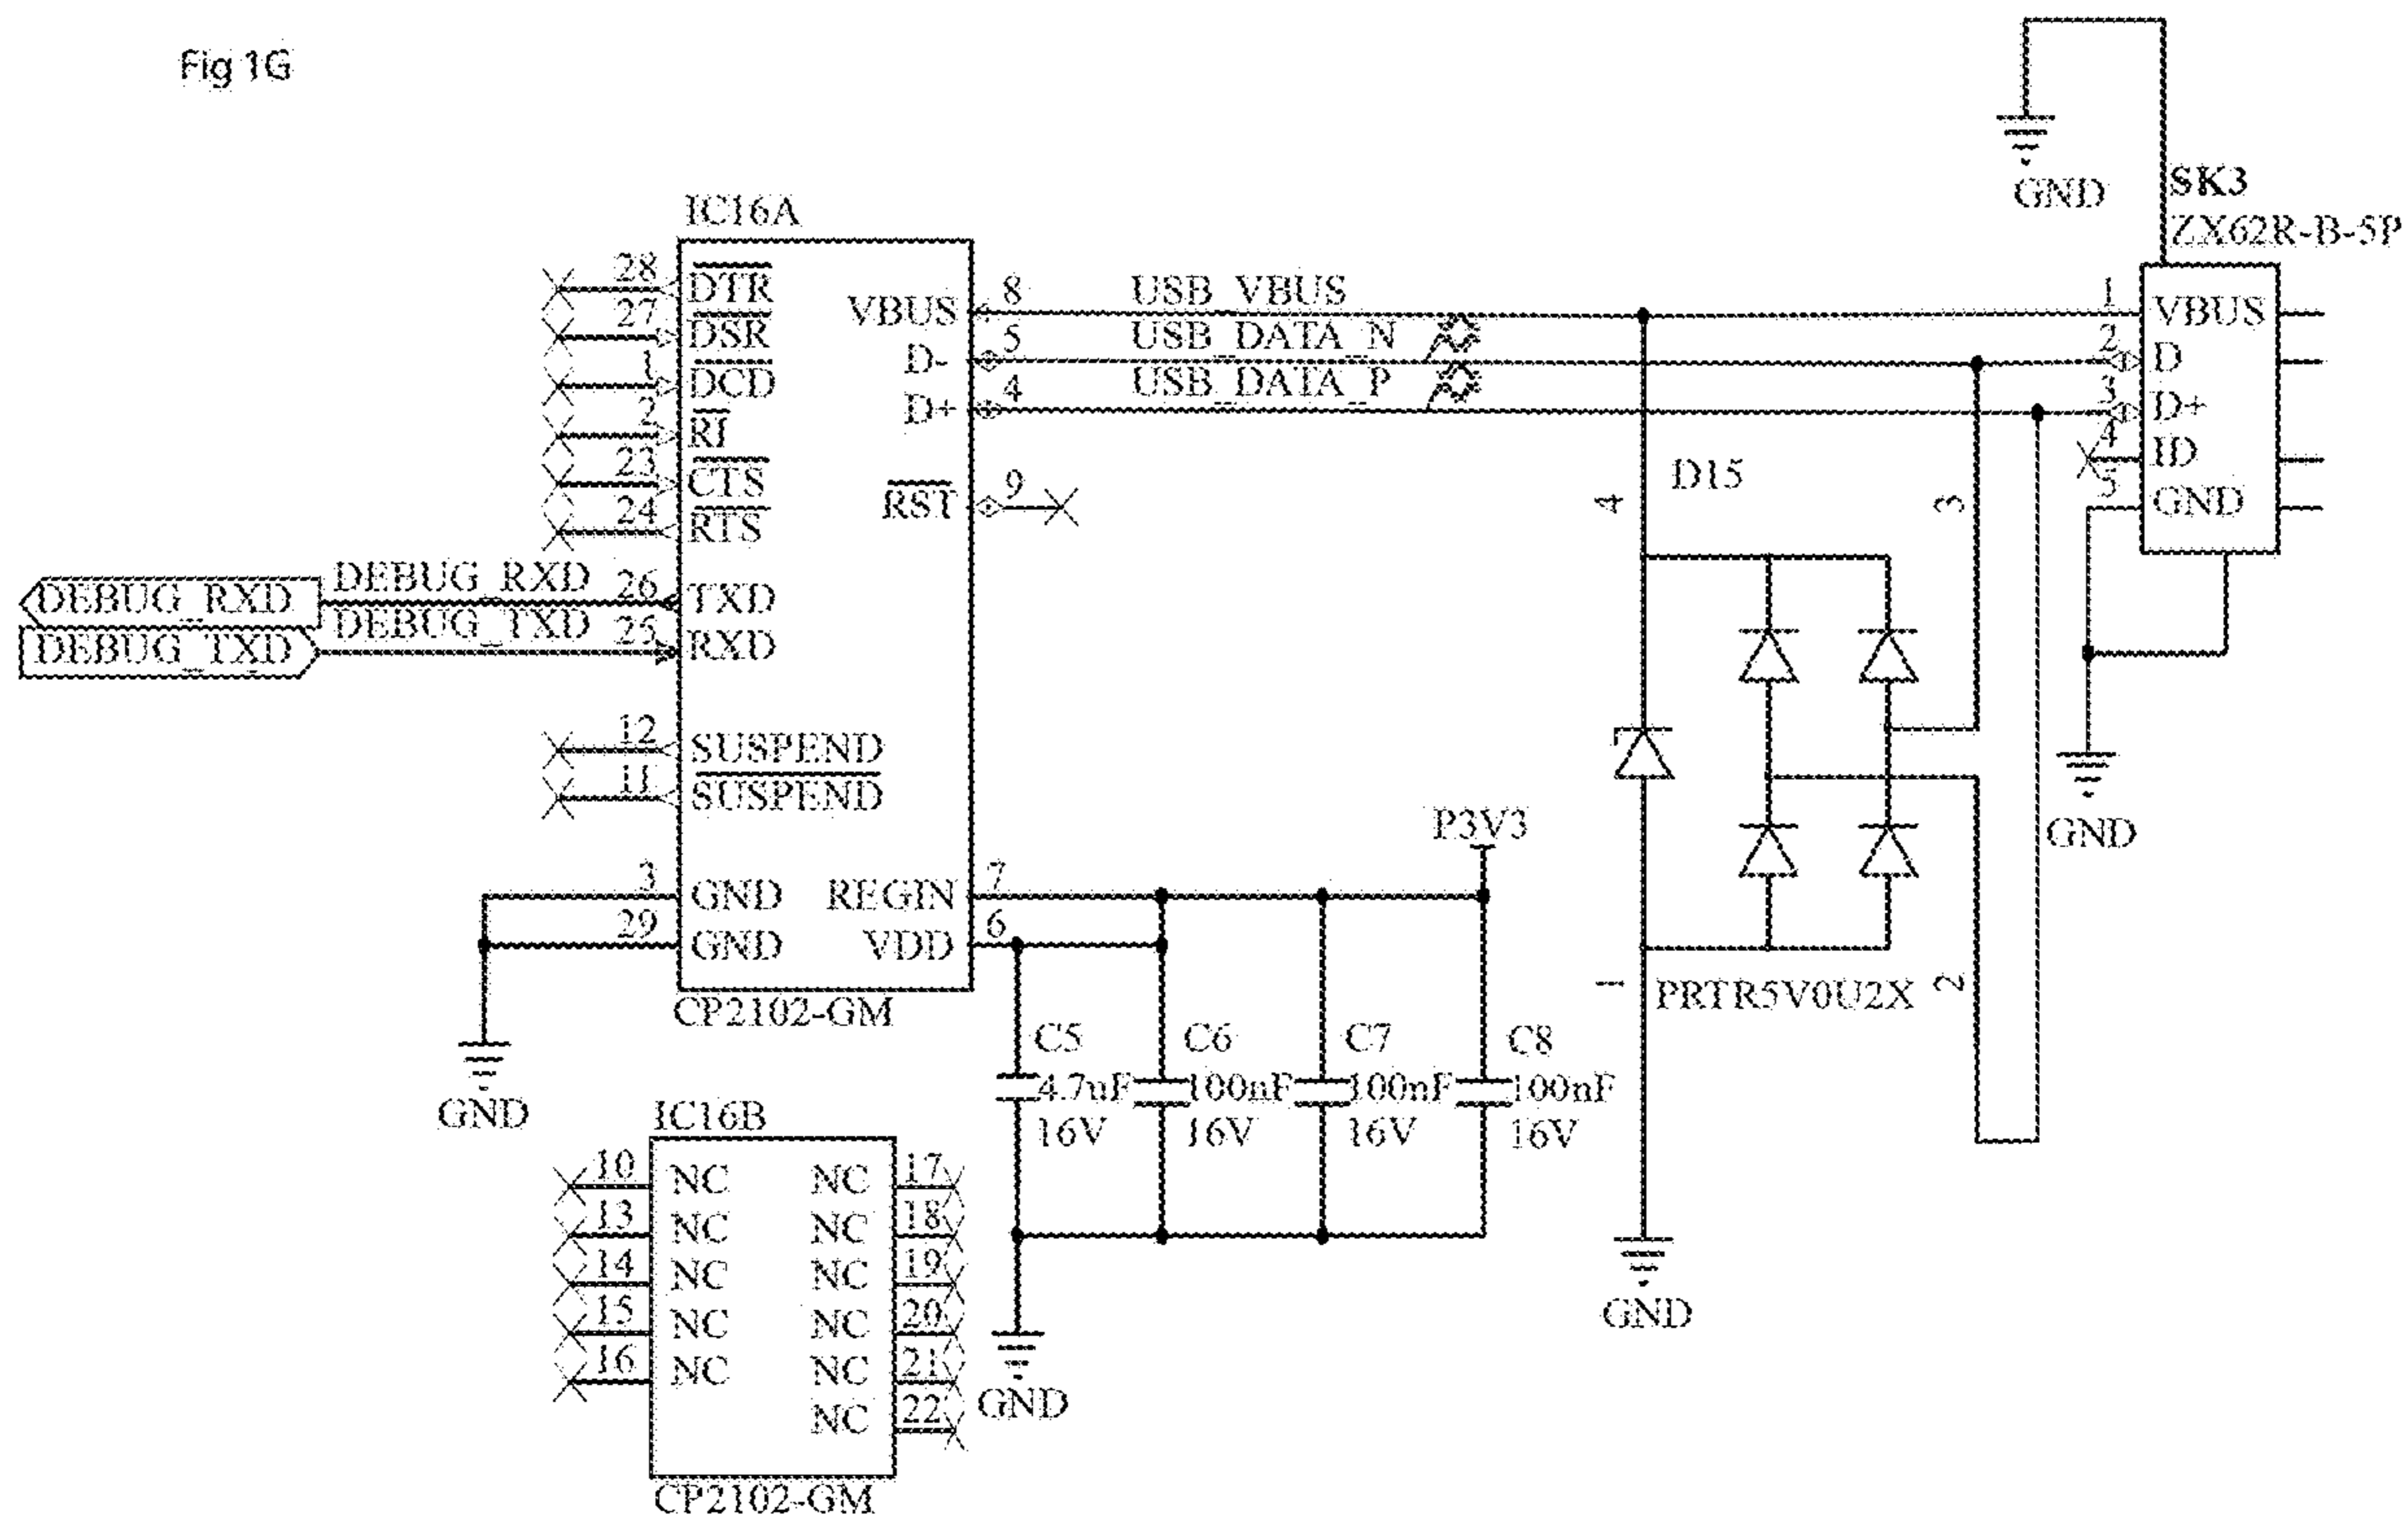 Fig 1G
GND
SK3
ZX62R-B-5P
IC16A
28 DTR
27 DSR
1 DCD
2 RI
23 CTS
24 RTS
DEBUG_RXD DEBUG_RXD 26 TXD
DEBUG_TXD DEBUG_TXD 25 RXD
12 SUSPEND
11 SUSPEND
3 GND
29 GND
VBUS 8 USB_VBUS
D- 5 USB_DATA_N
D+ 4 USB_DATA_P
RST 9
REGIN 7
VDD 6
CP2102-GM
1 VBUS
2 D
3 D+
4 ID
5 GND
GND
D15
4
3
1
2
PRTR5V0U2X
GND
P3V3
C5
4.7uF
16V
C6
100nF
16V
C7
100nF
16V
C8
100nF
16V
GND
GND
IC16B
10 NC NC 17
13 NC NC 18
14 NC NC 19
15 NC NC 20
16 NC NC 21
NC 22
CP2102-GM